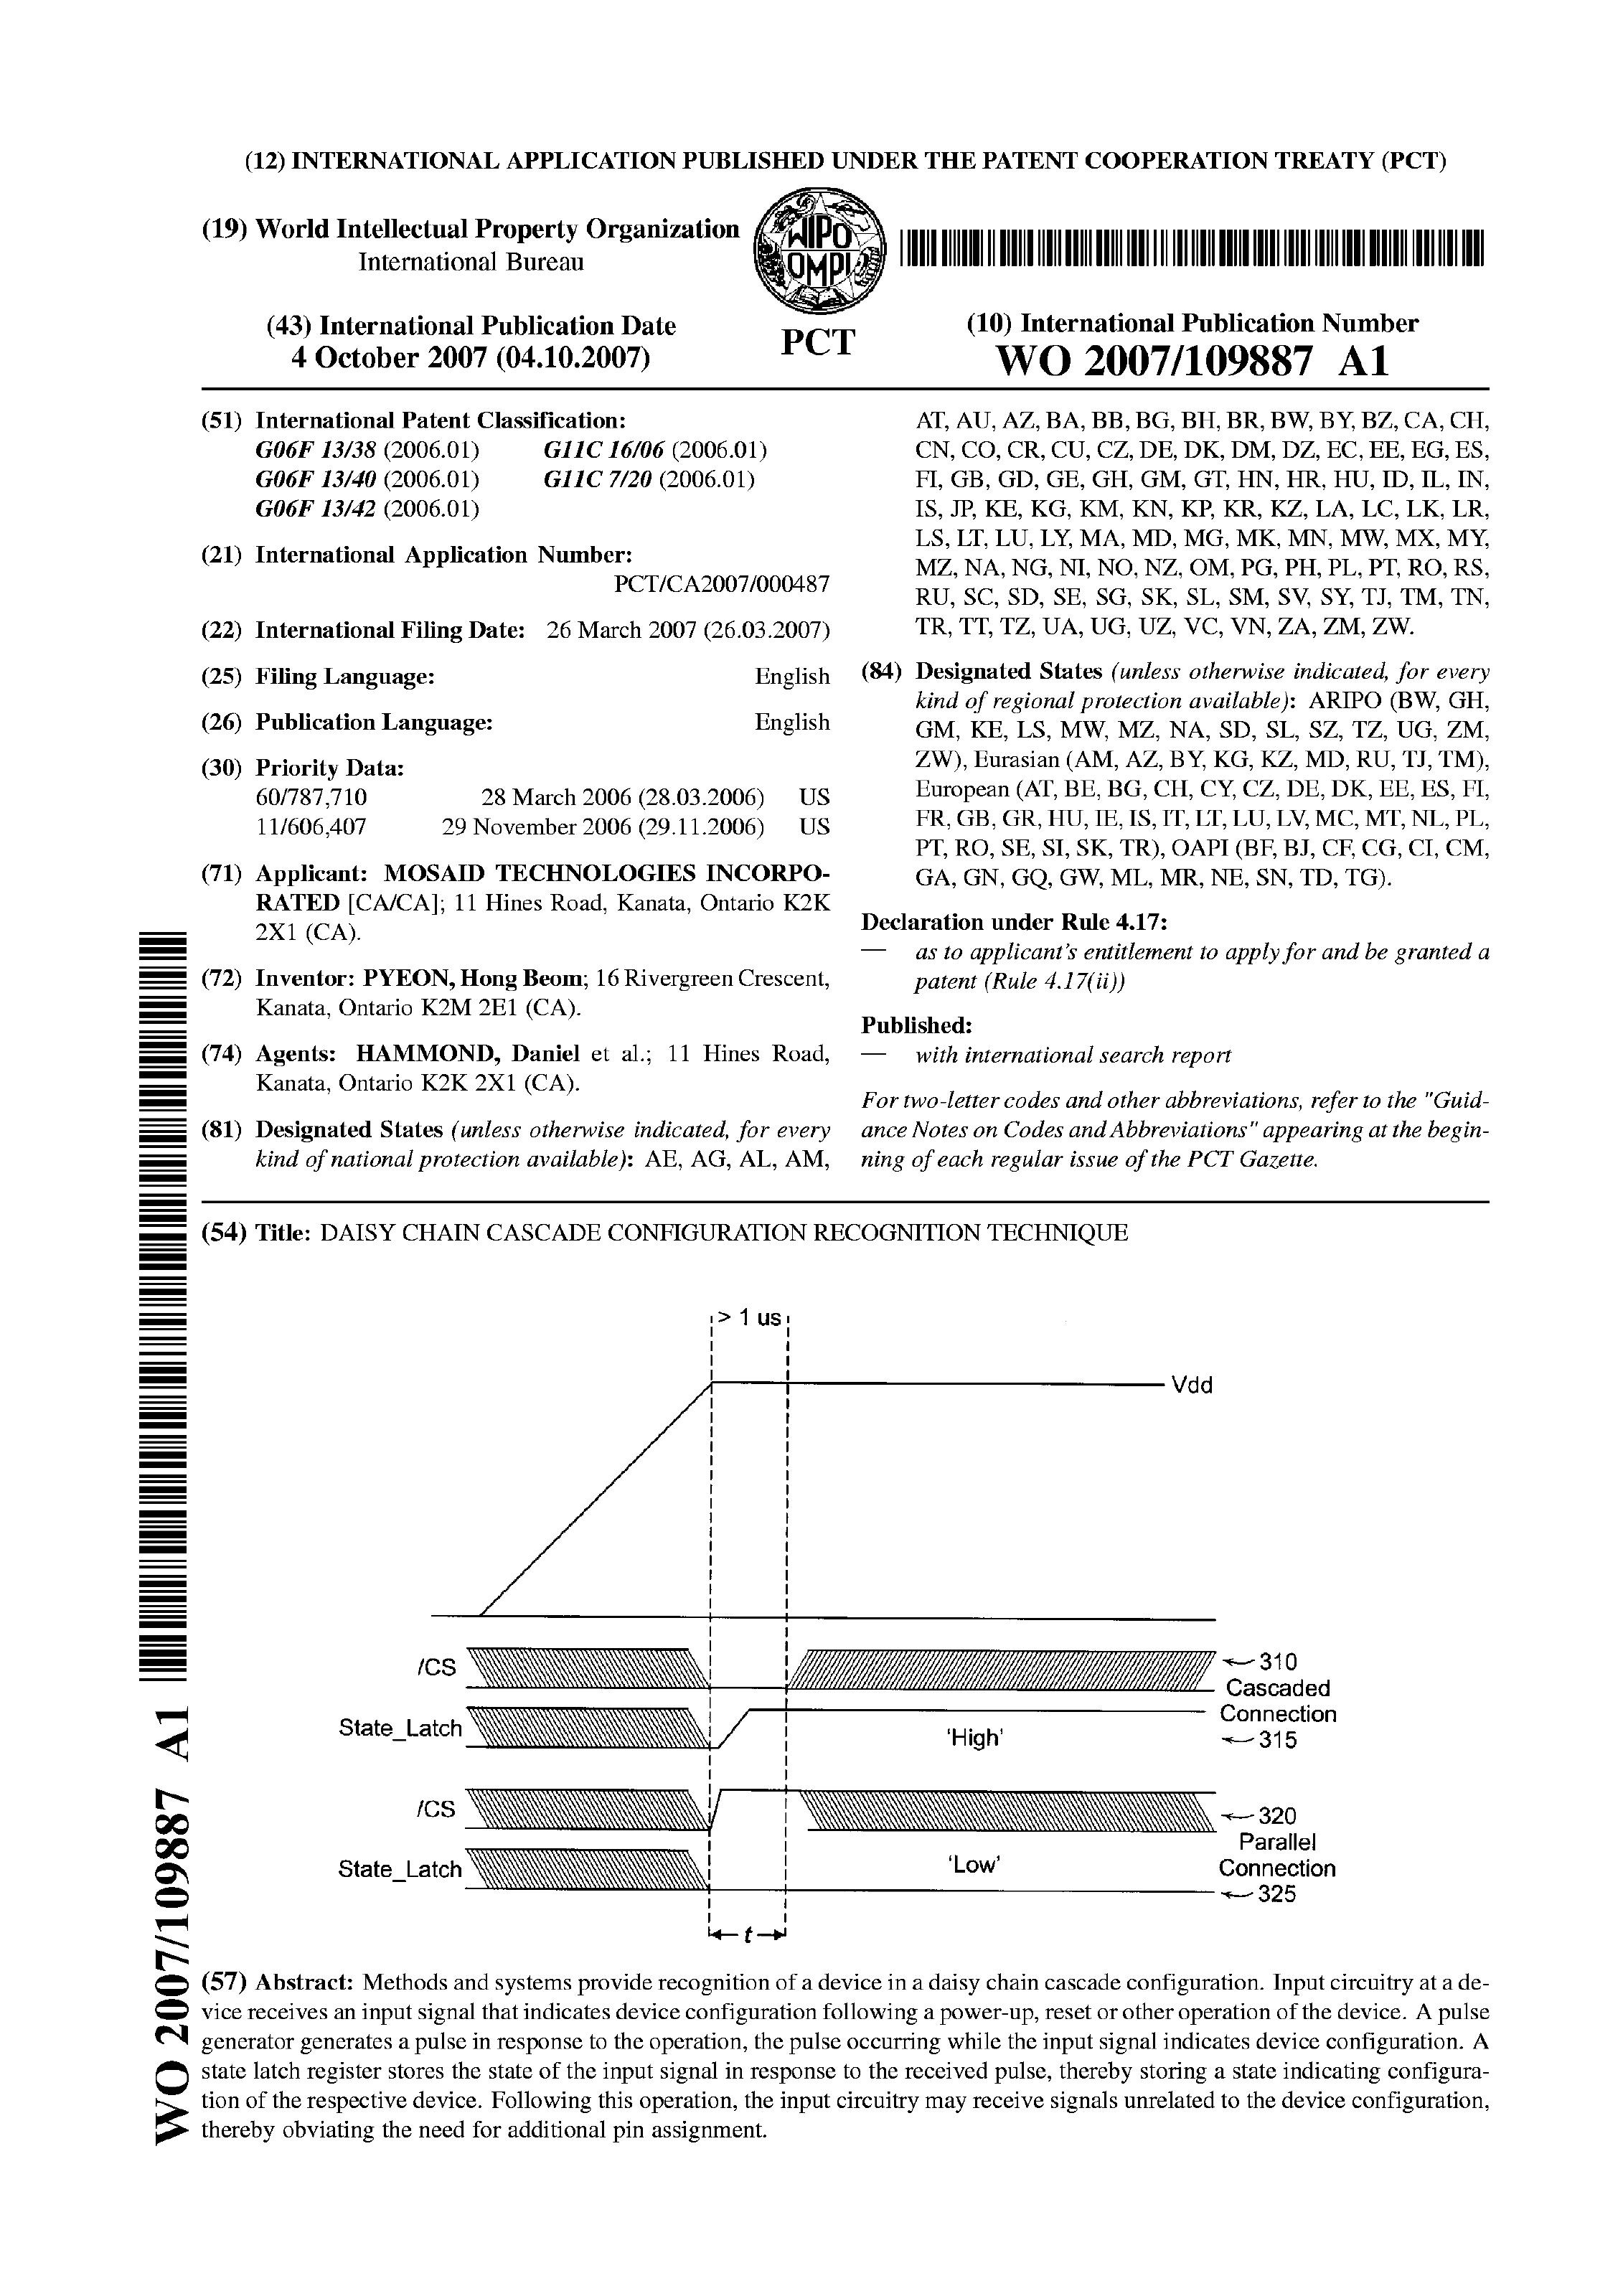 (12) INTERNATIONAL APPLICATION PUBLISHED UNDER THE PATENT COOPERATION TREATY (PCT)
(19) World Intellectual Property Organization
International Bureau
WIPO
OMPI
PCT
(43) International Publication Date
4 October 2007 (04.10.2007)
(10) International Publication Number
WO 2007/109887 A1
(51) International Patent Classification:
G06F 13/38 (2006.01) G11C 16/06 (2006.01)
G06F 13/40 (2006.01) G11C 7/20 (2006.01)
G06F 13/42 (2006.01)
(21) International Application Number:
PCT/CA2007/000487
(22) International Filing Date: 26 March 2007 (26.03.2007)
(25) Filing Language: English
(26) Publication Language: English
(30) Priority Data:
60/787,710 28 March 2006 (28.03.2006) US
11/606,407 29 November 2006 (29.11.2006) US
(71) Applicant: MOSAID TECHNOLOGIES INCORPO-
RATED [CA/CA]; 11 Hines Road, Kanata, Ontario K2K
2X1 (CA).
(72) Inventor: PYEON, Hong Beom; 16 Rivergreen Crescent,
Kanata, Ontario K2M 2E1 (CA).
(74) Agents: HAMMOND, Daniel et al.; 11 Hines Road,
Kanata, Ontario K2K 2X1 (CA).
(81) Designated States (unless otherwise indicated, for every
kind of national protection available): AE, AG, AL, AM,
AT, AU, AZ, BA, BB, BG, BH, BR, BW, BY, BZ, CA, CH,
CN, CO, CR, CU, CZ, DE, DK, DM, DZ, EC, EE, EG, ES,
FI, GB, GD, GE, GH, GM, GT, HN, HR, HU, ID, IL, IN,
IS, JP, KE, KG, KM, KN, KP, KR, KZ, LA, LC, LK, LR,
LS, LT, LU, LY, MA, MD, MG, MK, MN, MW, MX, MY,
MZ, NA, NG, NI, NO, NZ, OM, PG, PH, PL, PT, RO, RS,
RU, SC, SD, SE, SG, SK, SL, SM, SV, SY, TJ, TM, TN,
TR, TT, TZ, UA, UG, UZ, VC, VN, ZA, ZM, ZW.
(84) Designated States (unless otherwise indicated, for every
kind of regional protection available): ARIPO (BW, GH,
GM, KE, LS, MW, MZ, NA, SD, SL, SZ, TZ, UG, ZM,
ZW), Eurasian (AM, AZ, BY, KG, KZ, MD, RU, TJ, TM),
European (AT, BE, BG, CH, CY, CZ, DE, DK, EE, ES, FI,
FR, GB, GR, HU, IE, IS, IT, LT, LU, LV, MC, MT, NL, PL,
PT, RO, SE, SI, SK, TR), OAPI (BF, BJ, CF, CG, CI, CM,
GA, GN, GQ, GW, ML, MR, NE, SN, TD, TG).
Declaration under Rule 4.17:
— as to applicant's entitlement to apply for and be granted a
patent (Rule 4.17(ii))
Published:
— with international search report
For two-letter codes and other abbreviations, refer to the "Guid-
ance Notes on Codes and Abbreviations" appearing at the begin-
ning of each regular issue of the PCT Gazette.
(54) Title: DAISY CHAIN CASCADE CONFIGURATION RECOGNITION TECHNIQUE
> 1 us
Vdd
/CS
310
Cascaded
Connection
State_Latch
'High'
315
/CS
320
Parallel
Connection
State_Latch
'Low'
325
t
(57) Abstract: Methods and systems provide recognition of a device in a daisy chain cascade configuration. Input circuitry at a de-
vice receives an input signal that indicates device configuration following a power-up, reset or other operation of the device. A pulse
generator generates a pulse in response to the operation, the pulse occurring while the input signal indicates device configuration. A
state latch register stores the state of the input signal in response to the received pulse, thereby storing a state indicating configura-
tion of the respective device. Following this operation, the input circuitry may receive signals unrelated to the device configuration,
thereby obviating the need for additional pin assignment.
WO 2007/109887 A1